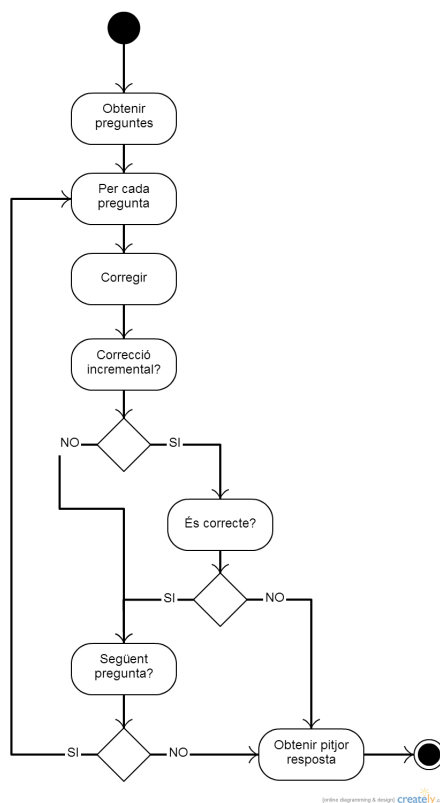 Obtenir
preguntes
Per cada
pregunta
Corregir
Correcció
incremental?
NO
SI
És correcte?
SI
NO
Següent
pregunta?
SI
NO
Obtenir pitjor
resposta
[online diagramming & design]
creately